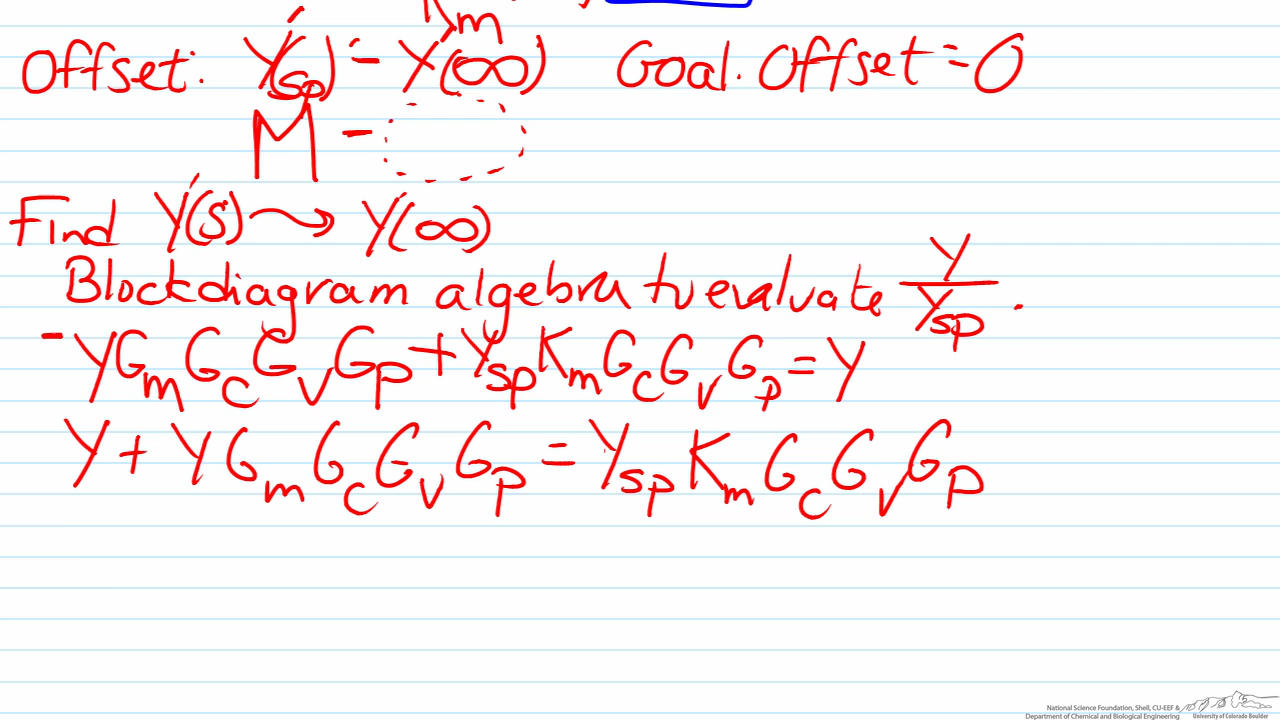 Km
Offset: Y'(sp) - Y'(∞) Goal. Offset = 0
M -
Find Y'(s) → Y'(∞)
Blockdiagram algebra to evaluate Y/Ysp.
-YGmGcGvGp + YspKmGcGvGp = Y
Y + YGmGcGvGp = YspKmGcGvGp
National Science Foundation, Shell, CU-EEF &
Department of Chemical and Biological Engineering
University of Colorado Boulder